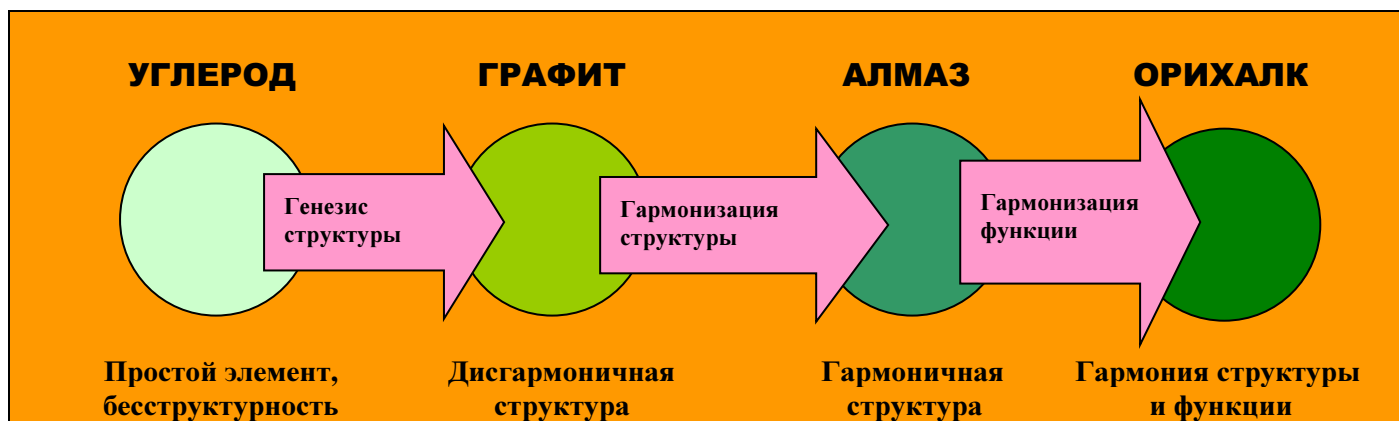 УГЛЕРОД ГРАФИТ АЛМАЗ ОРИХАЛК
Генезис
структуры
Гармонизация
структуры
Гармонизация
функции
Простой элемент,
бесструктурность
Дисгармоничная
структура
Гармоничная
структура
Гармония структуры
и функции